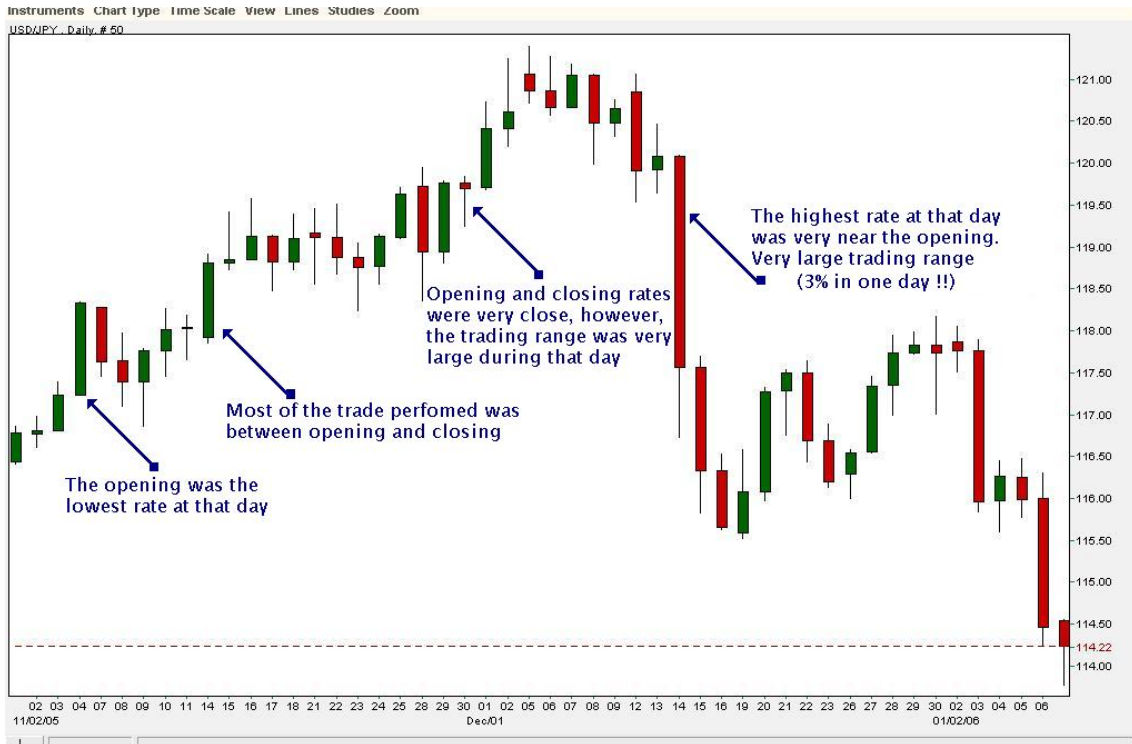 Instruments Chart Type Time Scale View Lines Studies Zoom
USD/JPY . Daily. # 50
121.00
120.50
120.00
119.50
119.00
118.50
118.00
117.50
117.00
116.50
116.00
115.50
115.00
114.50
114.22
114.00
The highest rate at that day
was very near the opening.
Very large trading range
(3% in one day !!)
Opening and closing rates
were very close, however,
the trading range was very
large during that day
Most of the trade perfomed was
between opening and closing
The opening was the
lowest rate at that day
02 03 04 07 08 09 10 11 14 15 16 17 18 21 22 23 24 25 28 29 30 01 02 05 06 07 08 09 12 13 14 15 16 19 20 21 22 23 26 27 28 29 30 02 03 04 05 06
11/02/05 Dec/01 01/02/06